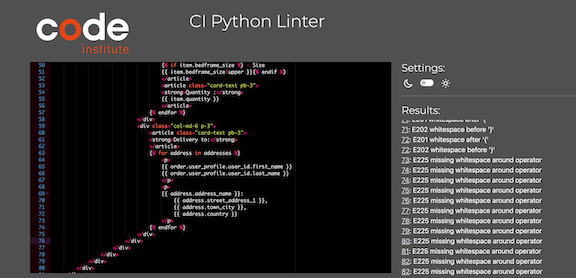 code
institute
CI Python Linter
50 {% if item.bedframe_size %} - Size
51 {{ item.bedframe_size|upper }}{% endif %}
52 </article>
53 <article class="card-text pb-3">
54 <strong>Quantity :</strong>
55 {{ item.quantity }}
56 </article>
57 {% endfor %}
58 </div>
59 <div class="col-md-6 p-3">
60 <article class="card-text pb-3">
61 <strong>Delivery to:</strong>
62 </article>
63 {% for address in addresses %}
64 <p>
65 {{ order.user_profile.user_id.first_name }}
66 {{ order.user_profile.user_id.last_name }}
67 </p>
68 <p>
69 {{ address.address_name }}:
70 {{ address.street_address_1 }},
71 {{ address.town_city }},
72 {{ address.country }}
73 </p>
74 {% endfor %}
75 </div>
76 </div>
77 </div>
78 </div>
79 </div>
80 </div>
Settings:
Results:
71: E201 whitespace after '{'
71: E202 whitespace before '}'
72: E201 whitespace after '{'
72: E202 whitespace before '}'
73: E225 missing whitespace around operator
74: E225 missing whitespace around operator
74: E225 missing whitespace around operator
75: E225 missing whitespace around operator
76: E225 missing whitespace around operator
77: E225 missing whitespace around operator
78: E225 missing whitespace around operator
79: E225 missing whitespace around operator
80: E225 missing whitespace around operator
81: E225 missing whitespace around operator
82: E225 missing whitespace around operator